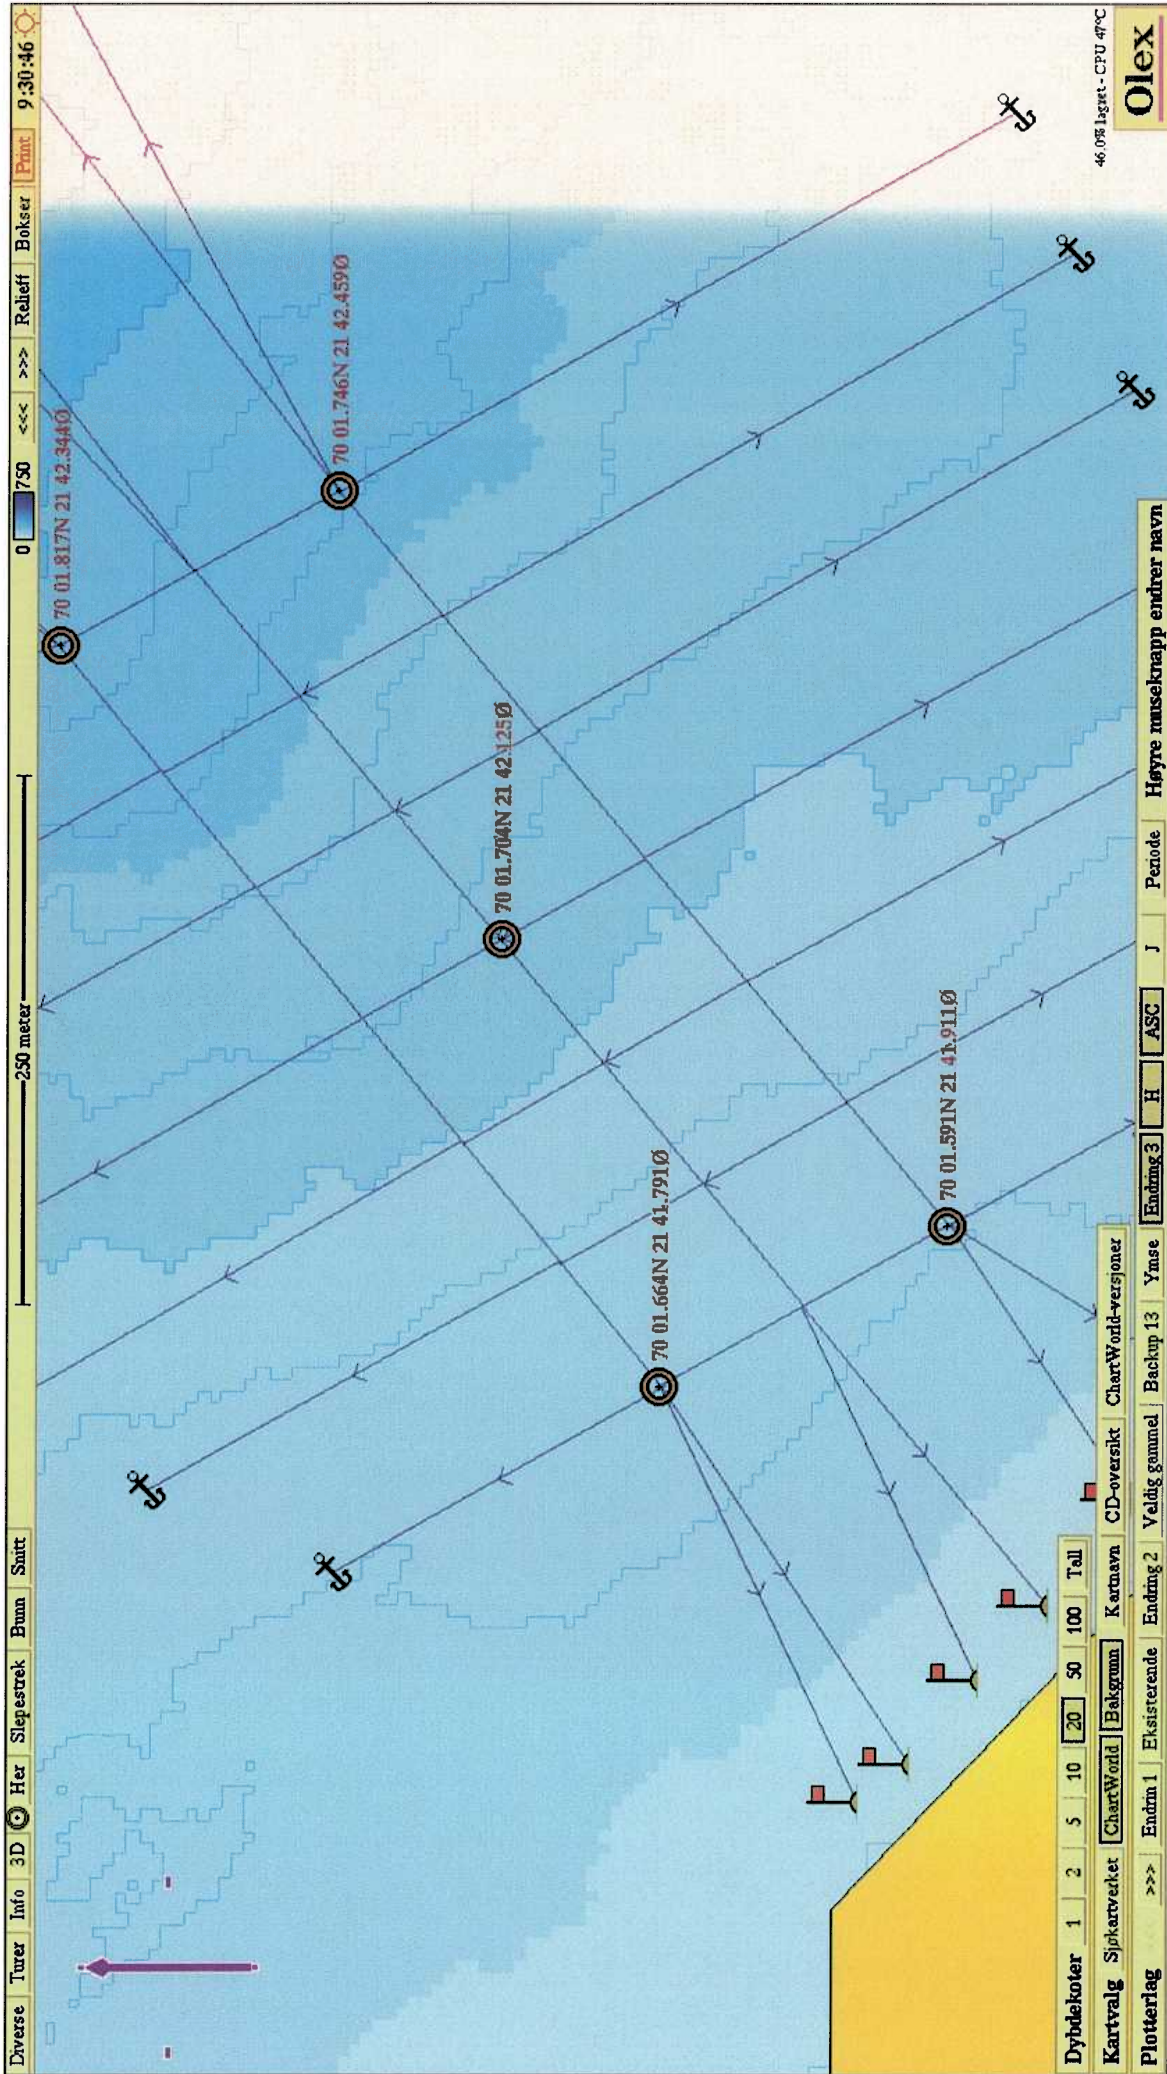 Diverse Turer Info 3D Her Slepestrek Bunn Snitt 250 meter 0 750 <<< >>> Relieff Bokser Print 9:30:46
70 01.817N 21 42.344Ø
70 01.746N 21 42.459Ø
70 01.704N 21 42.125Ø
70 01.664N 21 41.791Ø
70 01.591N 21 41.911Ø
46.0% lagret - CPU 47°C
Olex
Dybdekoter 1 2 5 10 20 50 100 Tall
Kartvalg Sjøkartverket ChartWorld Bakgrunn Kartnavn CD-oversikt ChartWorld-versjoner
Plotterlag >>> Endrin 1 Eksisterende Endring 2 Veldig gammel Backup 13 Ymse Endring 3 H ASC J Periode Høyre museknapp endrer navn